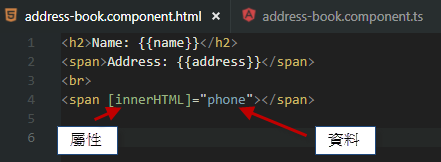 address-book.component.html address-book.component.ts
1 <h2>Name: {{name}}</h2>
2 <span>Address: {{address}}</span>
3 <br>
4 <span [innerHTML]="phone"></span>
5
6
屬性 資料